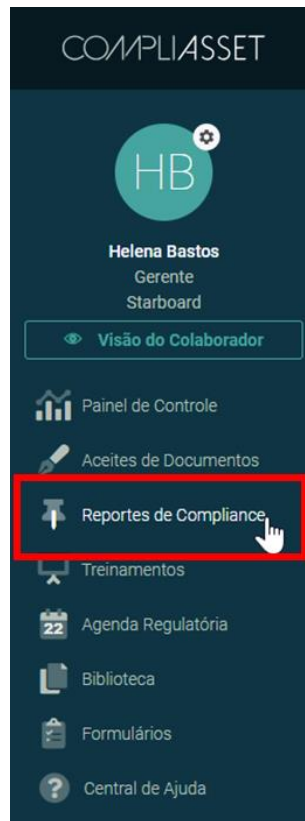 COMPLIASSET
HB
Helena Bastos
Gerente
Starboard
Visão do Colaborador
Painel de Controle
Aceites de Documentos
Reportes de Compliance
Treinamentos
22
Agenda Regulatória
Biblioteca
Formulários
?
Central de Ajuda